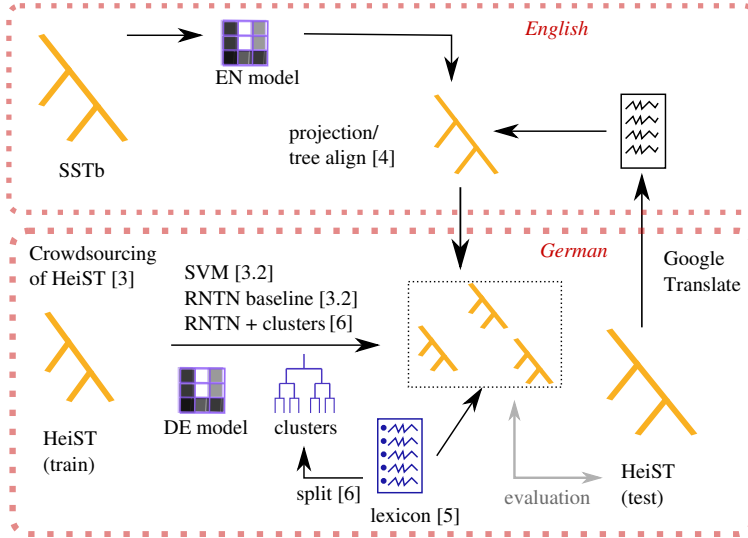 English
EN model
projection/
tree align [4]
SSTb
German
Crowdsourcing
of HeiST [3]
SVM [3.2]
RNTN baseline [3.2]
RNTN + clusters [6]
Google
Translate
DE model
clusters
HeiST
(train)
split [6]
lexicon [5]
evaluation
HeiST
(test)